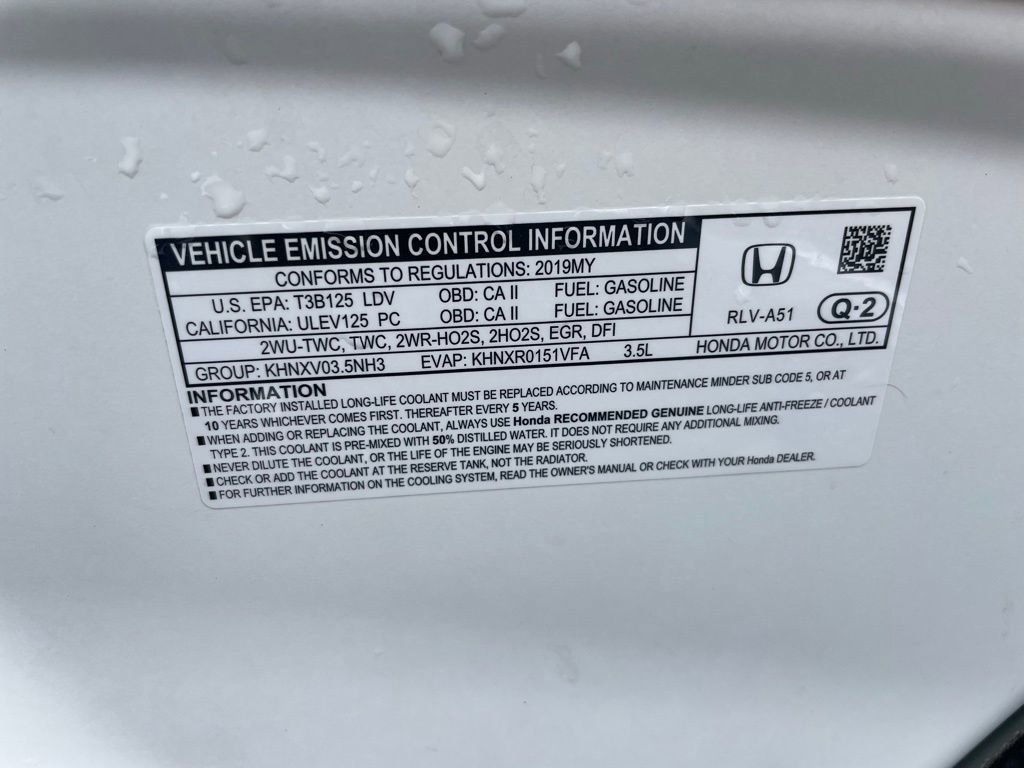 VEHICLE EMISSION CONTROL INFORMATION
CONFORMS TO REGULATIONS: 2019MY
U.S. EPA: T3B125 LDV OBD: CA II FUEL: GASOLINE
CALIFORNIA: ULEV125 PC OBD: CA II FUEL: GASOLINE
2WU-TWC, TWC, 2WR-HO2S, 2HO2S, EGR, DFI
GROUP: KHNXV03.5NH3 EVAP: KHNXR0151VFA 3.5L
RLV-A51 Q-2
HONDA MOTOR CO., LTD.
INFORMATION
■ THE FACTORY INSTALLED LONG-LIFE COOLANT MUST BE REPLACED ACCORDING TO MAINTENANCE MINDER SUB CODE 5, OR AT
10 YEARS WHICHEVER COMES FIRST. THEREAFTER EVERY 5 YEARS.
■ WHEN ADDING OR REPLACING THE COOLANT, ALWAYS USE Honda RECOMMENDED GENUINE LONG-LIFE ANTI-FREEZE / COOLANT
TYPE 2. THIS COOLANT IS PRE-MIXED WITH 50% DISTILLED WATER. IT DOES NOT REQUIRE ANY ADDITIONAL MIXING.
■ NEVER DILUTE THE COOLANT, OR THE LIFE OF THE ENGINE MAY BE SERIOUSLY SHORTENED.
■ CHECK OR ADD THE COOLANT AT THE RESERVE TANK, NOT THE RADIATOR.
■ FOR FURTHER INFORMATION ON THE COOLING SYSTEM, READ THE OWNER'S MANUAL OR CHECK WITH YOUR Honda DEALER.